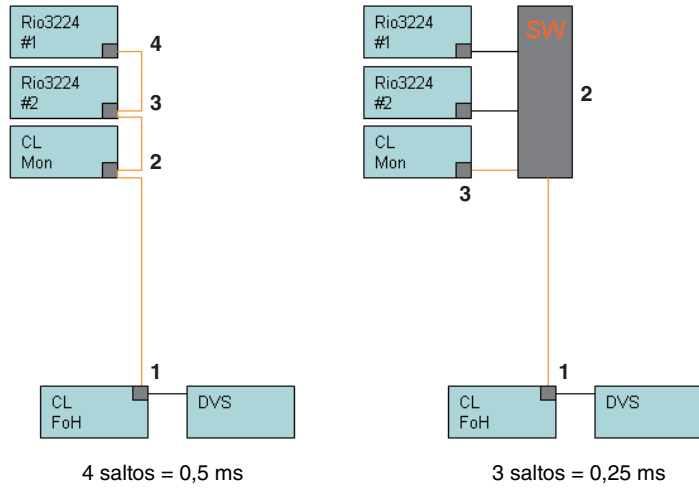 Rio3224
#1
4
Rio3224
#2
3
CL
Mon
2
1
CL
FoH
DVS
4 saltos = 0,5 ms
Rio3224
#1
SW
Rio3224
#2
2
CL
Mon
3
1
CL
FoH
DVS
3 saltos = 0,25 ms